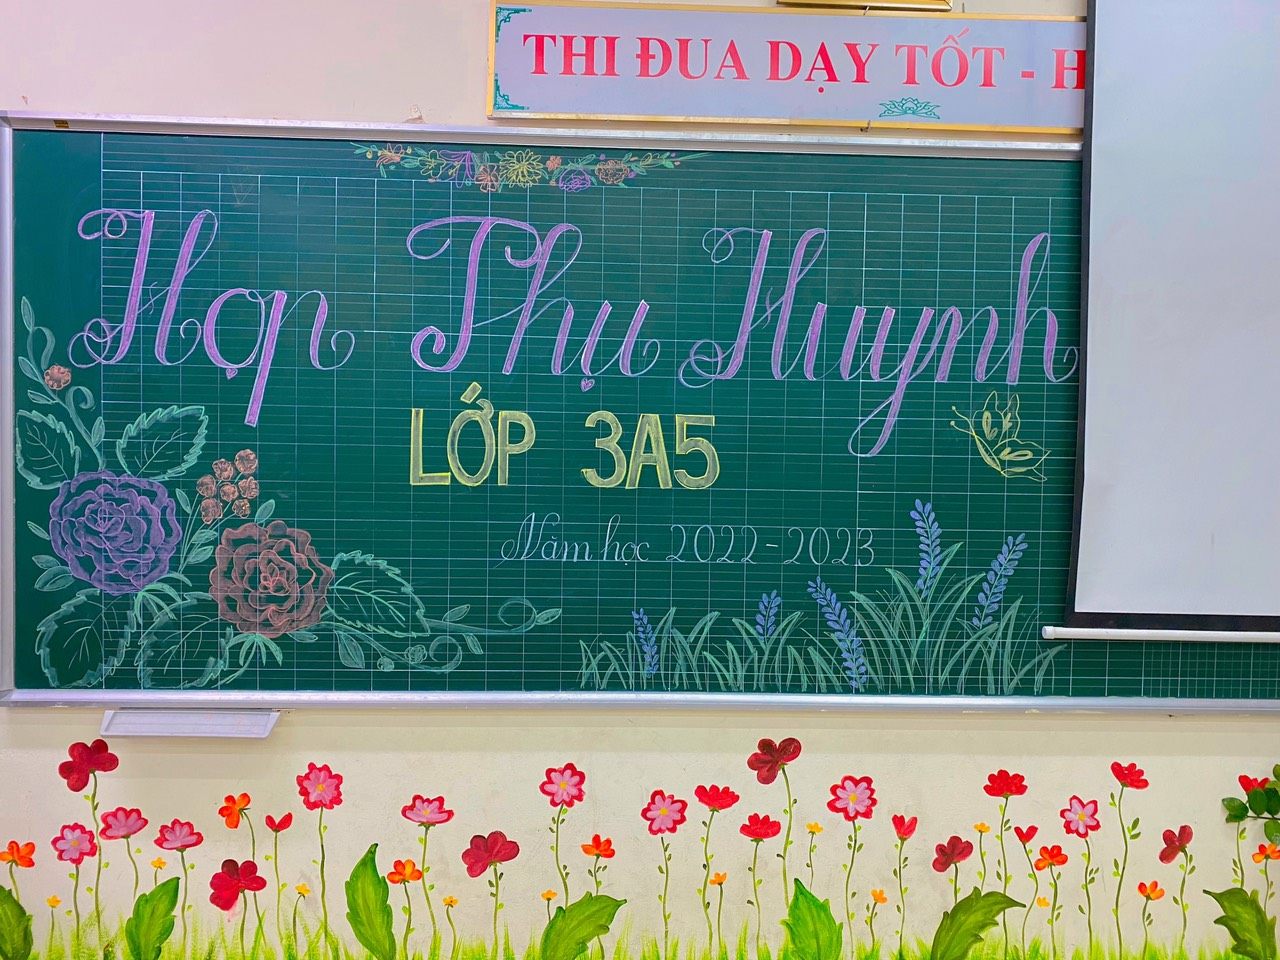 THI ĐUA DẠY TỐT - H
Họp Phụ Huynh
LỚP 3A5
Năm học 2022-2023